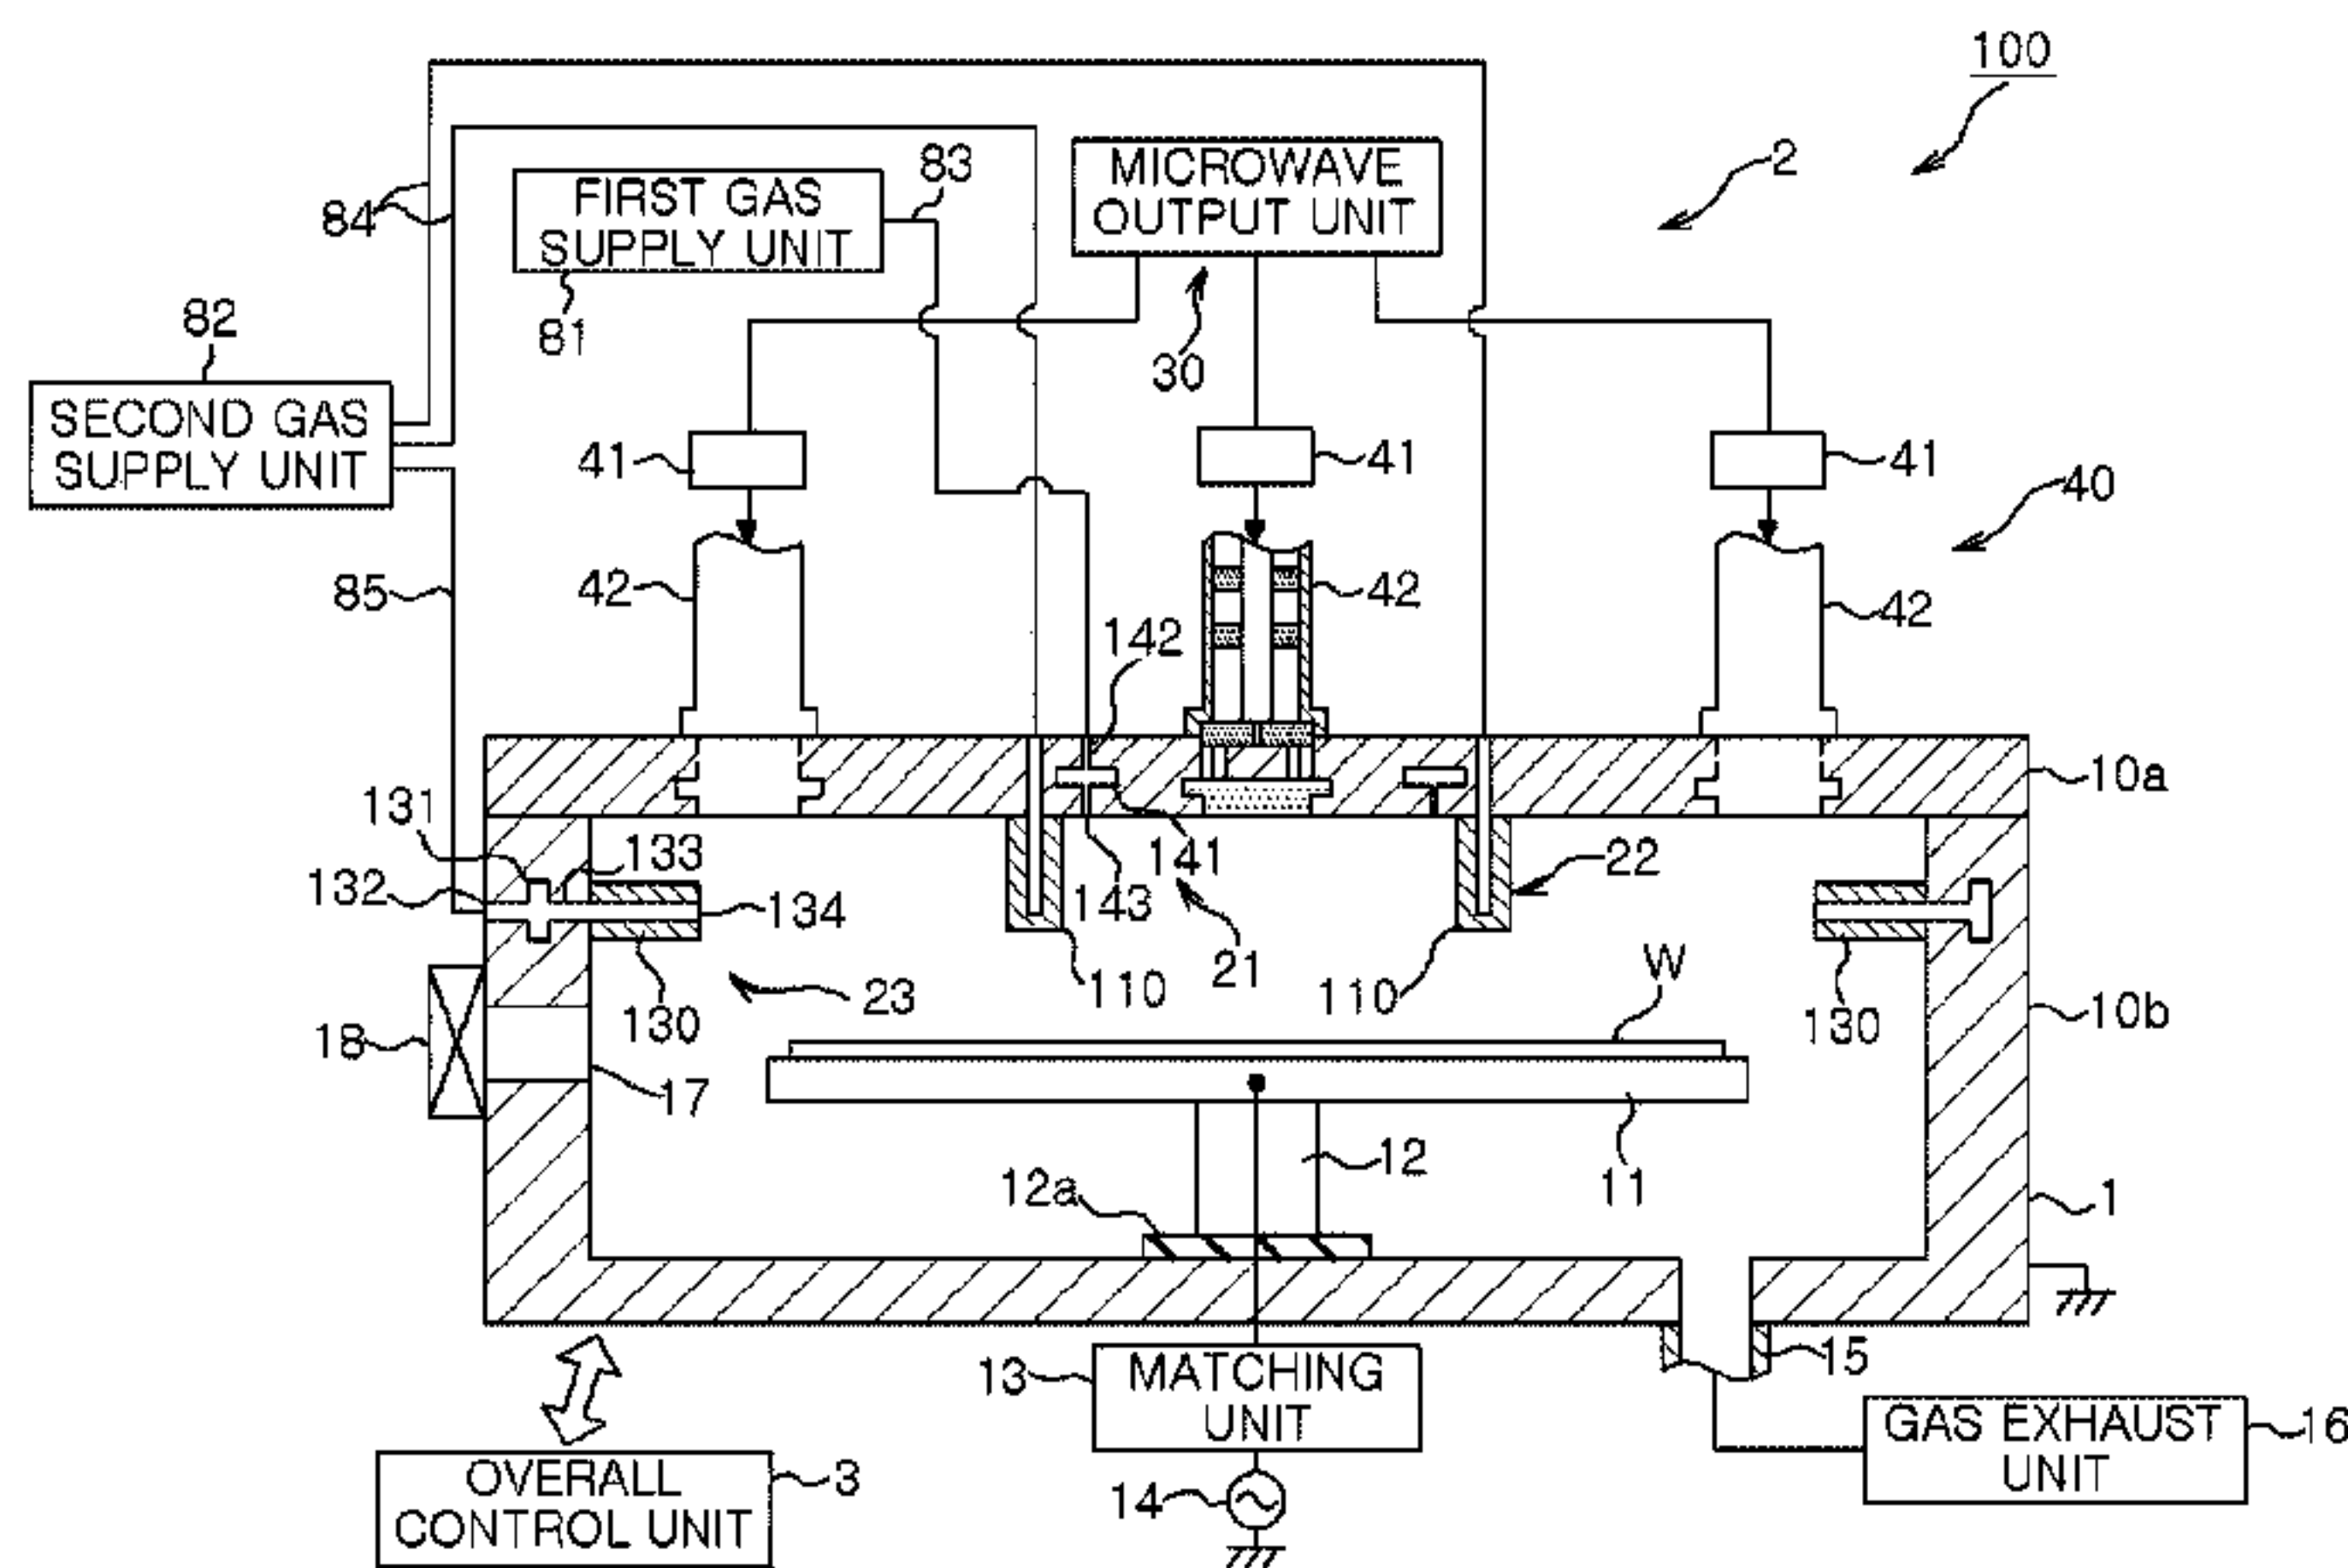 100
2
MICROWAVE
OUTPUT UNIT
83
FIRST GAS
SUPPLY UNIT
84
81
30
82
SECOND GAS
SUPPLY UNIT
41
41
41
40
85
42
42
42
142
10a
131
133
141
22
132
134
143
21
110
110
W
130
23
130
10b
18
17
12
11
12a
1
13
MATCHING
UNIT
15
GAS EXHAUST
UNIT
16
OVERALL
CONTROL UNIT
3
14